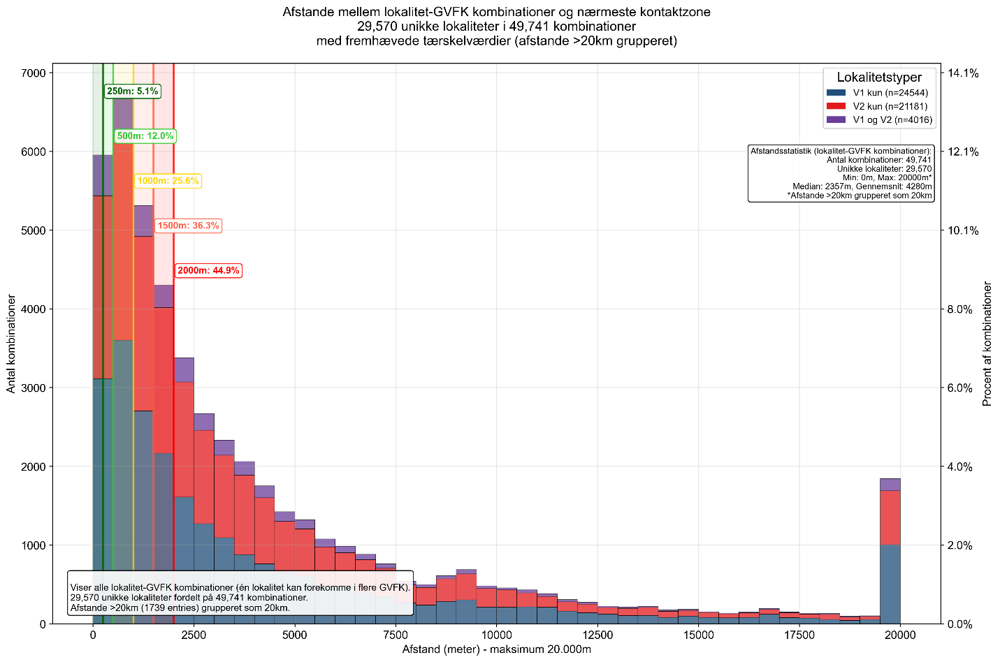 Afstande mellem lokalitet-GVFK kombinationer og nærmeste kontaktzone
29,570 unikke lokaliteter i 49,741 kombinationer
med fremhævede tærskelværdier (afstande >20km grupperet)
Antal kombinationer
7000
6000
5000
4000
3000
2000
1000
0
250m: 5.1%
500m: 12.0%
1000m: 25.6%
1500m: 36.3%
2000m: 44.9%
Lokalitetstyper
V1 kun (n=24544)
V2 kun (n=21181)
V1 og V2 (n=4016)
Afstandsstatistik (lokalitet-GVFK kombinationer):
Antal kombinationer: 49,741
Unikke lokaliteter: 29,570
Min: 0m, Max: 20000m*
Median: 2357m, Gennemsnit: 4280m
*Afstande >20km grupperet som 20km
14.1%
12.1%
10.1%
8.0%
6.0%
4.0%
2.0%
0.0%
Procent af kombinationer
Viser alle lokalitet-GVFK kombinationer (én lokalitet kan forekomme i flere GVFK).
29,570 unikke lokaliteter fordelt på 49,741 kombinationer.
Afstande >20km (1739 entries) grupperet som 20km.
0 2500 5000 7500 10000 12500 15000 17500 20000
Afstand (meter) - maksimum 20.000m